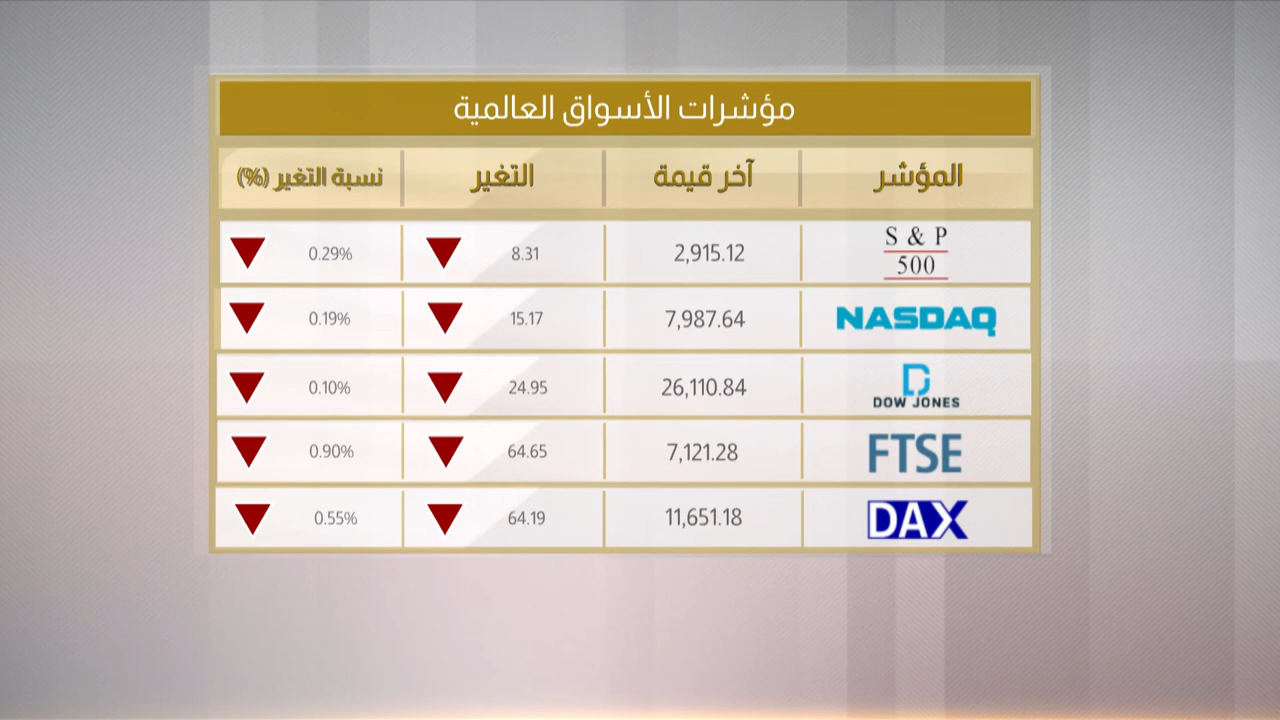 مؤشرات الأسواق العالمية
المؤشر آخر قيمة التغير نسبة التغير (%)
S & P
500 2,915.12 8.31 0.29%
NASDAQ 7,987.64 15.17 0.19%
DOW JONES 26,110.84 24.95 0.10%
FTSE 7,121.28 64.65 0.90%
DAX 11,651.18 64.19 0.55%